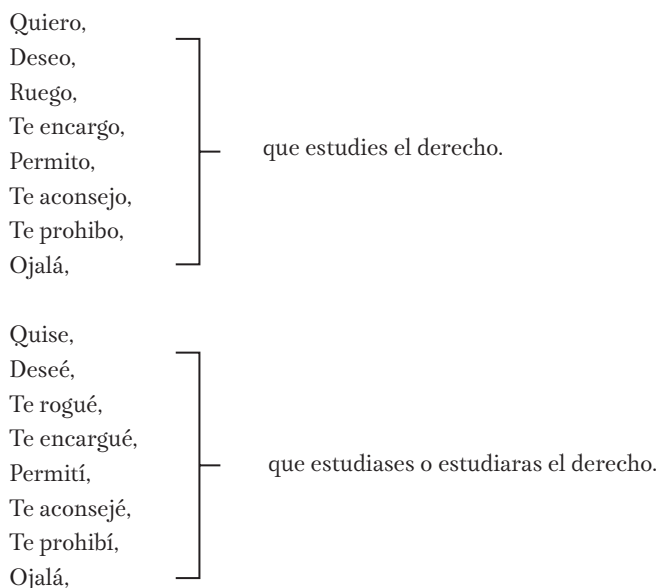 Quiero,
Deseo,
Ruego,
Te encargo,
Permito,
Te aconsejo,
Te prohibo,
Ojalá,
que estudies el derecho.
Quise,
Deseé,
Te rogué,
Te encargué,
Permití,
Te aconsejé,
Te prohibí,
Ojalá,
que estudiases o estudiaras el derecho.